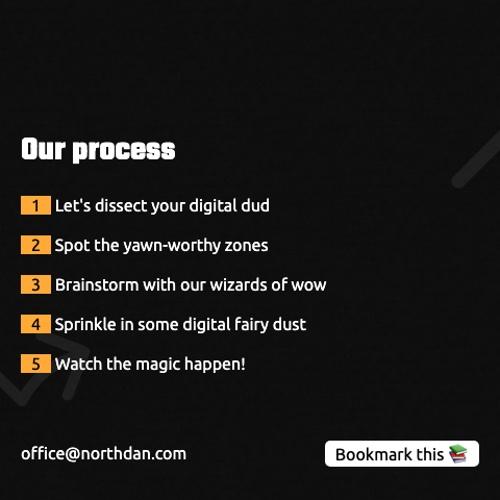 Our process
1 Let's dissect your digital dud
2 Spot the yawn-worthy zones
3 Brainstorm with our wizards of wow
4 Sprinkle in some digital fairy dust
5 Watch the magic happen!
office@northdan.com
Bookmark this 📚